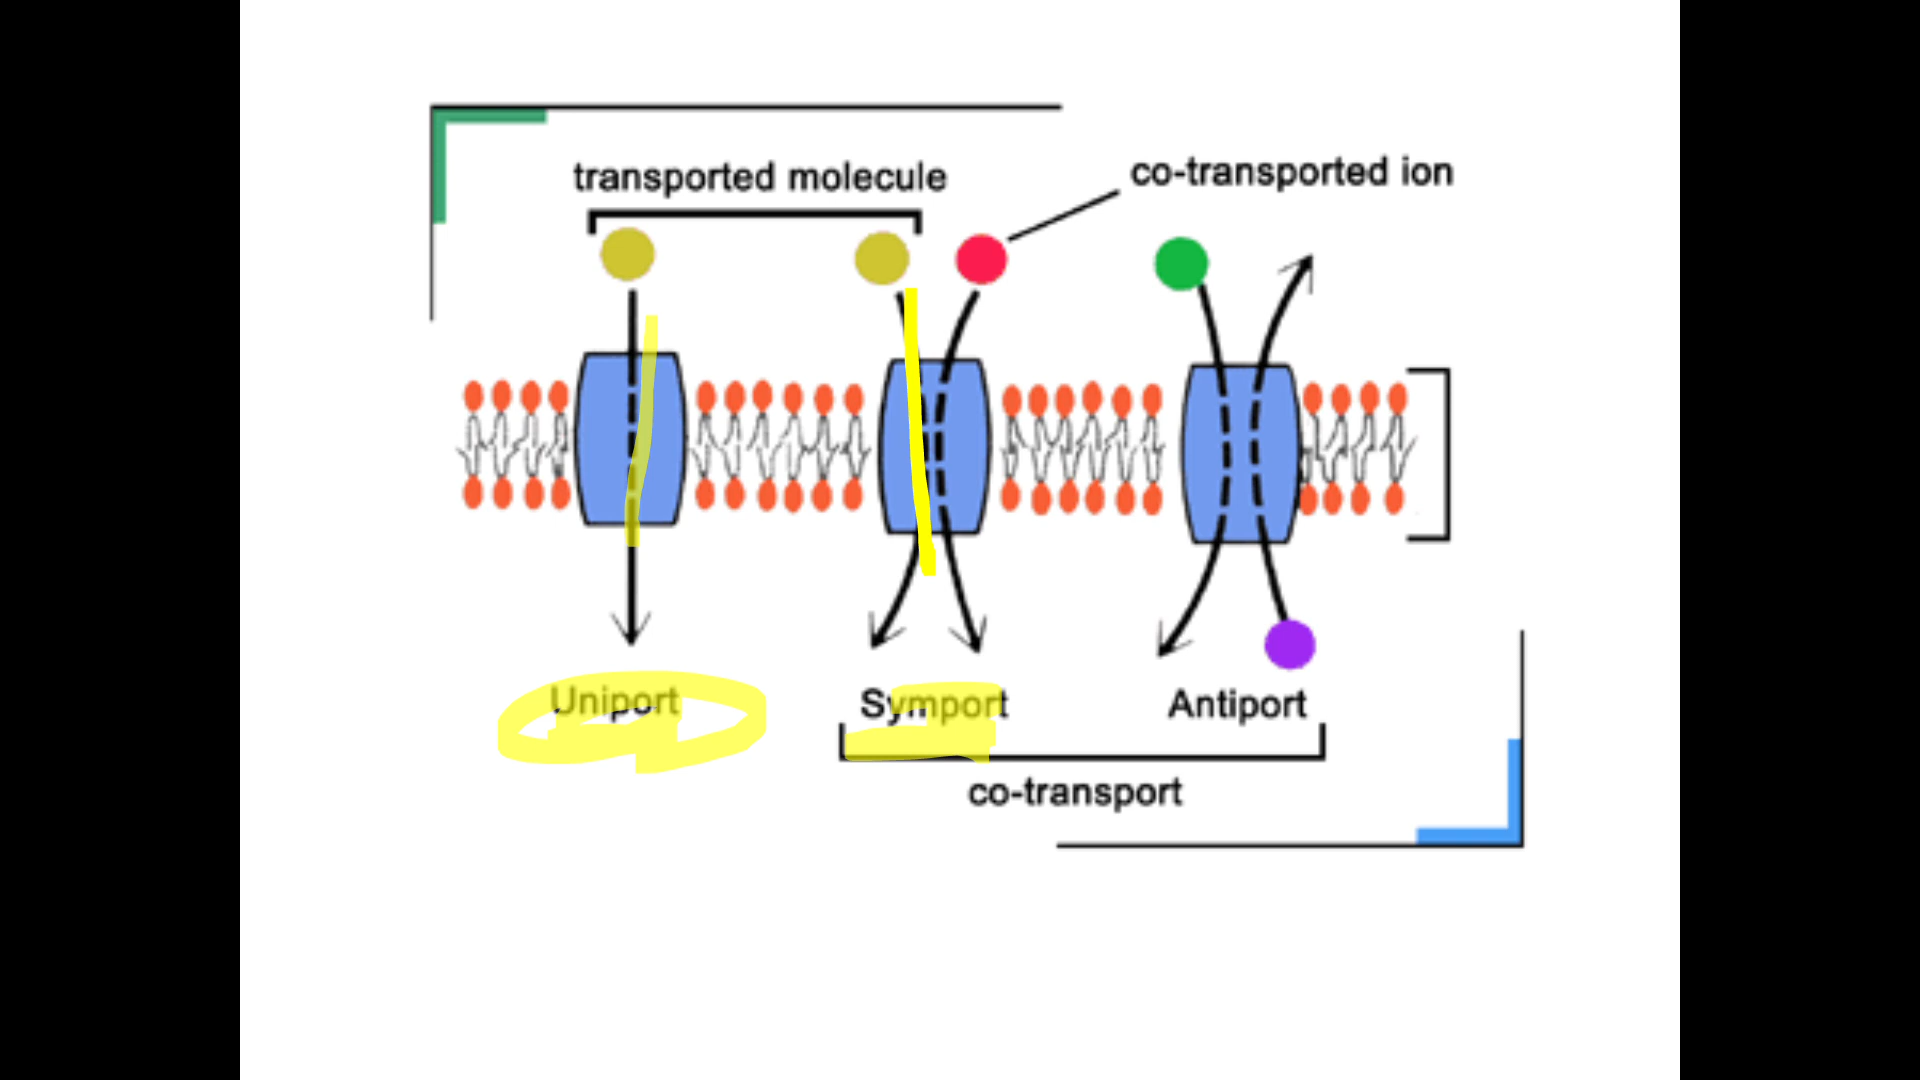 transported molecule
co-transported ion
Uniport
Symport
Antiport
co-transport